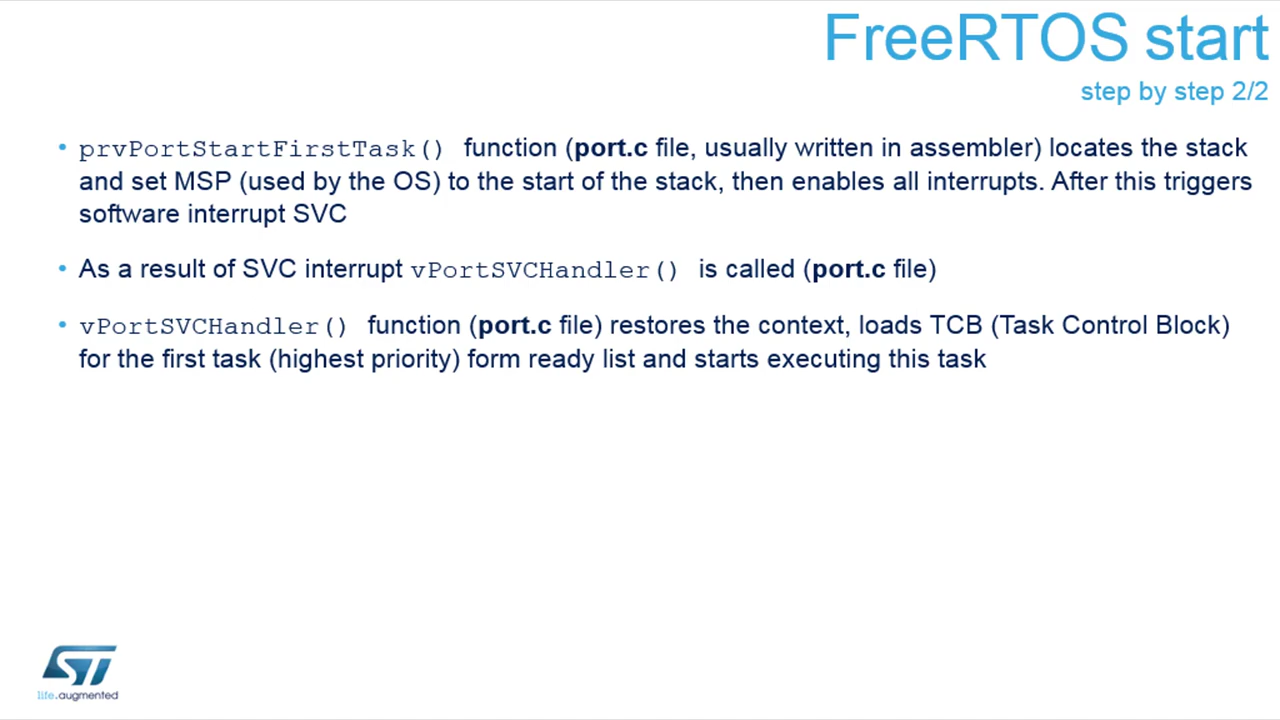 FreeRTOS start
step by step 2/2
• prvPortStartFirstTask() function (port.c file, usually written in assembler) locates the stack
and set MSP (used by the OS) to the start of the stack, then enables all interrupts. After this triggers
software interrupt SVC
• As a result of SVC interrupt vPortSVCHandler() is called (port.c file)
• vPortSVCHandler() function (port.c file) restores the context, loads TCB (Task Control Block)
for the first task (highest priority) form ready list and starts executing this task
ST
life.augmented